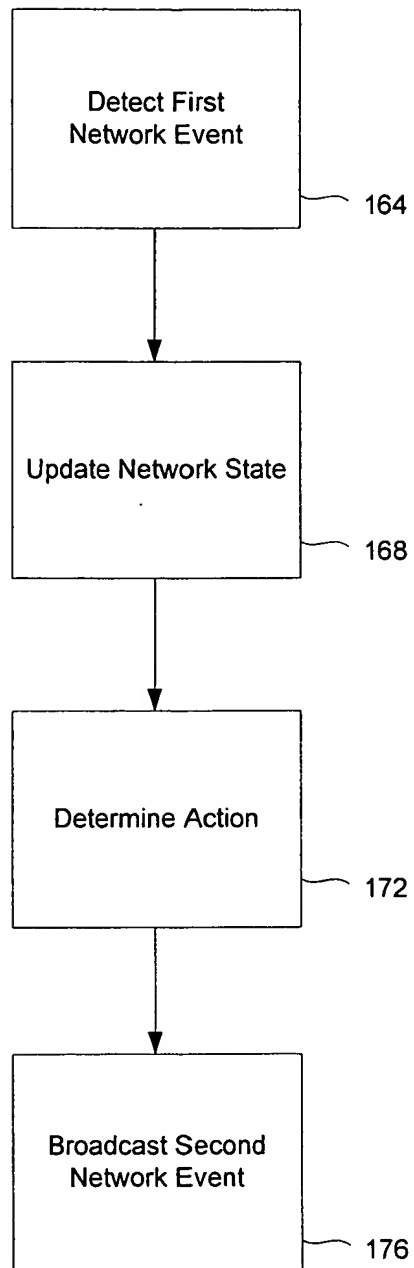 Detect First
Network Event
164
Update Network State
168
Determine Action
172
Broadcast Second
Network Event
176